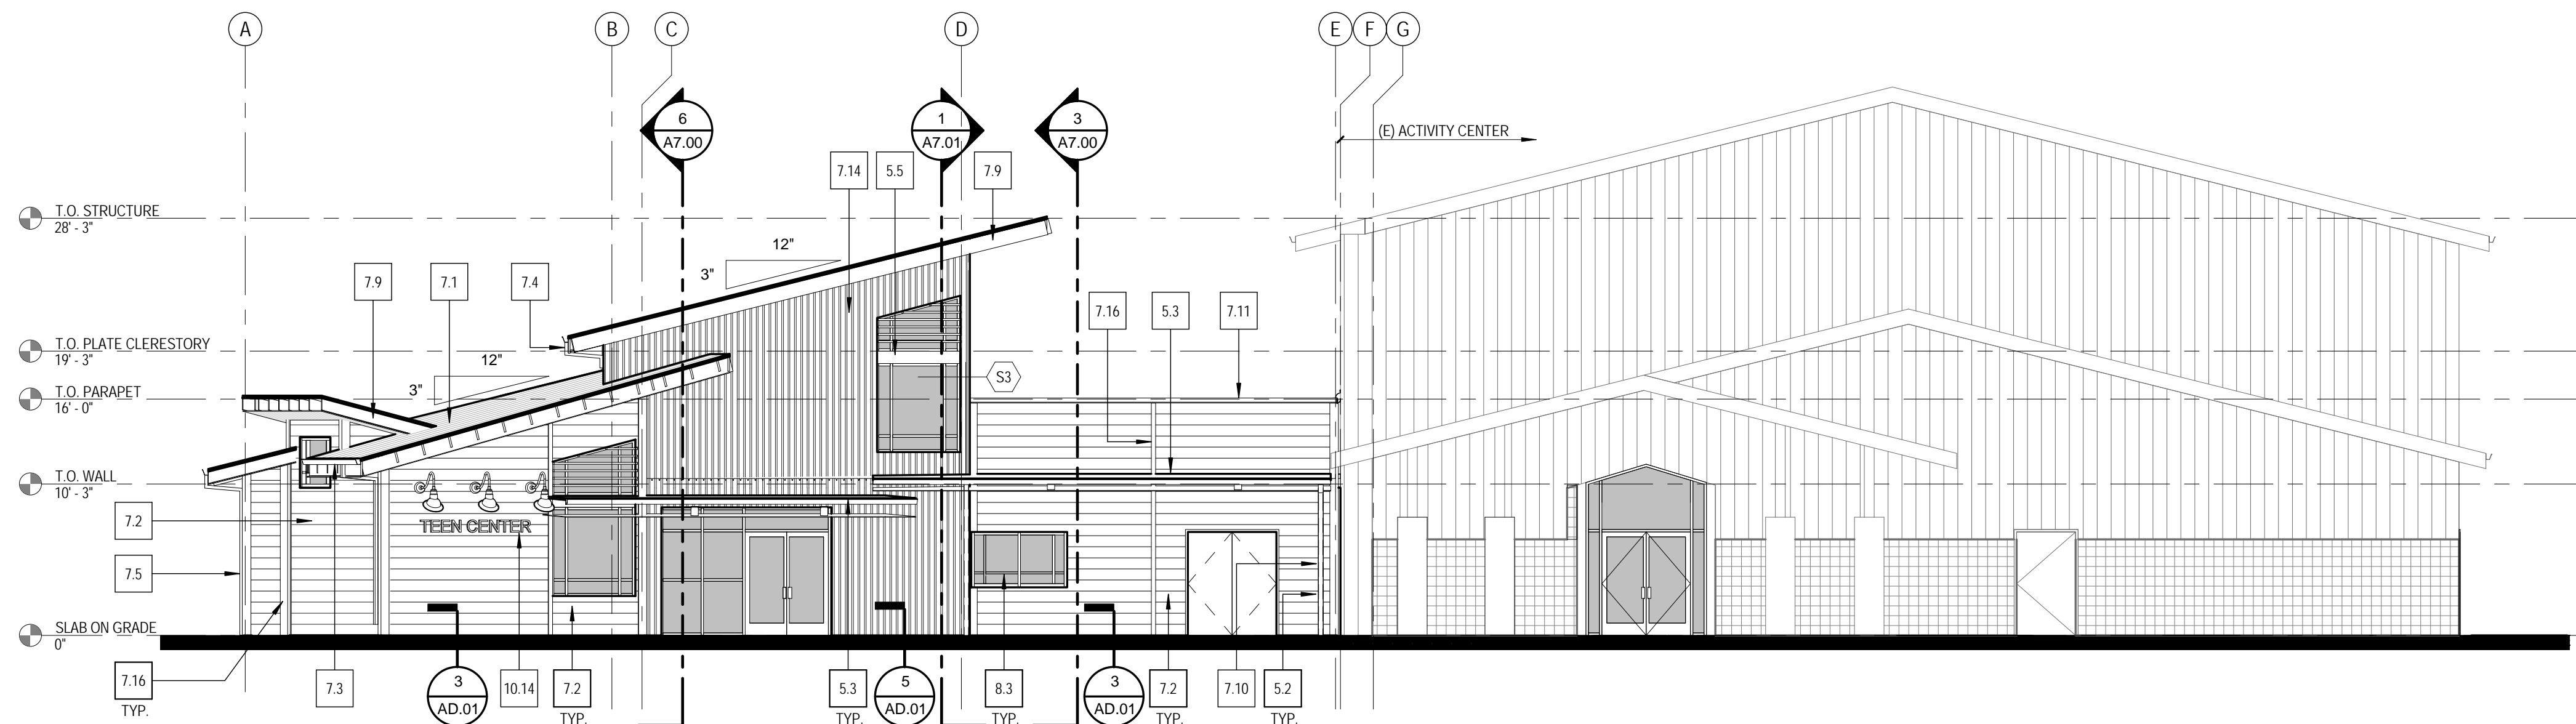 A
B
C
D
E
F
G
6
A7.00
1
A7.01
3
A7.00
(E) ACTIVITY CENTER
7.14
5.5
7.9
T.O. STRUCTURE
28' - 3"
12"
3"
7.9
7.1
7.4
7.16
5.3
7.11
T.O. PLATE CLERESTORY
19' - 3"
12"
3"
S3
T.O. PARAPET
16' - 0"
T.O. WALL
10' - 3"
7.2
TEEN CENTER
7.5
SLAB ON GRADE
0"
7.16
TYP.
7.3
3
AD.01
10.14
7.2
TYP.
5.3
TYP.
5
AD.01
8.3
TYP.
3
AD.01
7.2
TYP.
7.10
5.2
TYP.